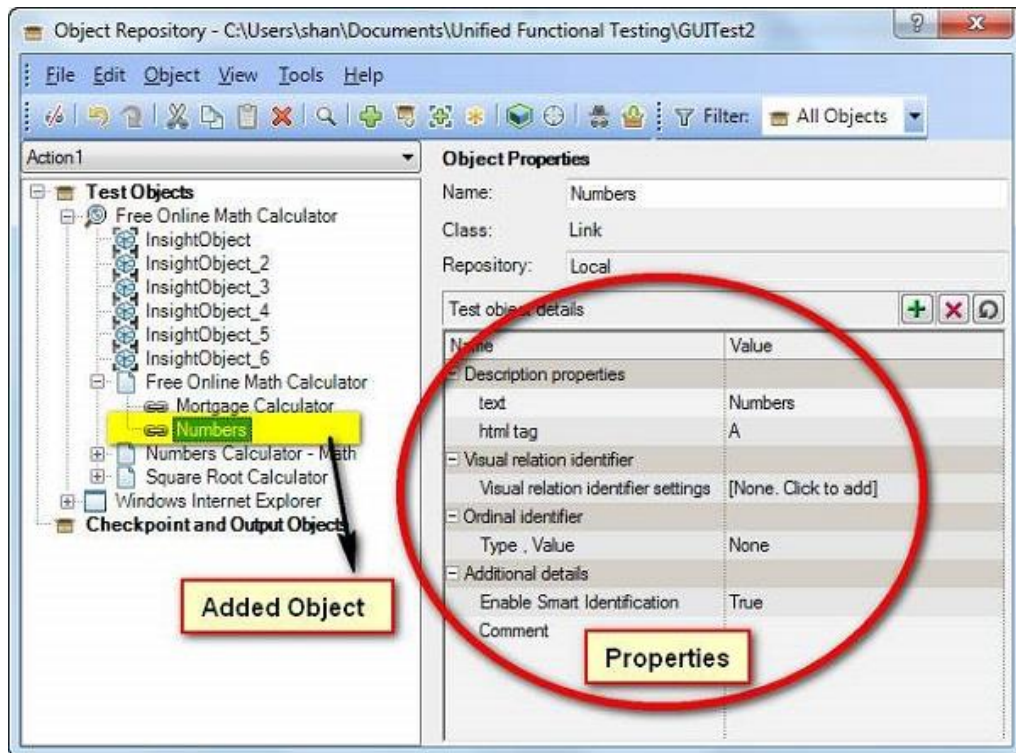 Object Repository - C:\Users\shan\Documents\Unified Functional Testing\GUITest2
File Edit Object View Tools Help
Filter: All Objects
Action1
Test Objects
Free Online Math Calculator
InsightObject
InsightObject_2
InsightObject_3
InsightObject_4
InsightObject_5
InsightObject_6
Free Online Math Calculator
Mortgage Calculator
Numbers
Numbers Calculator - Math
Square Root Calculator
Windows Internet Explorer
Checkpoint and Output Objects
Added Object
Object Properties
Name: Numbers
Class: Link
Repository: Local
Test object details
Name Value
Description properties
text Numbers
html tag A
Visual relation identifier
Visual relation identifier settings [None. Click to add]
Ordinal identifier
Type , Value None
Additional details
Enable Smart Identification True
Comment
Properties